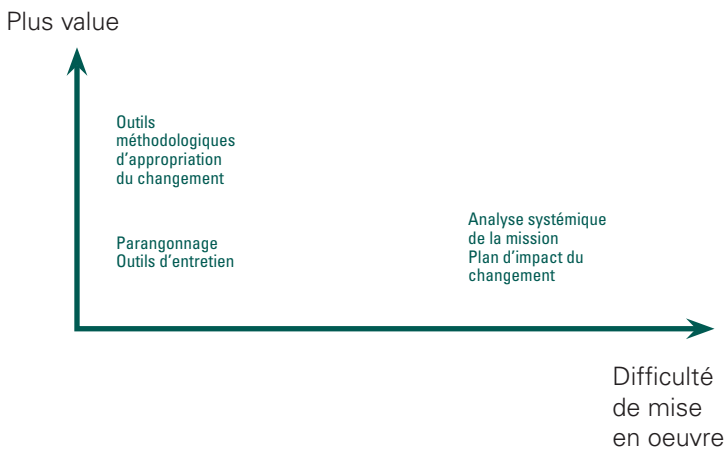 Plus value
Outils
méthodologiques
d'appropriation
du changement
Parangonnage
Outils d'entretien
Analyse systémique
de la mission
Plan d'impact du
changement
Difficulté
de mise
en oeuvre